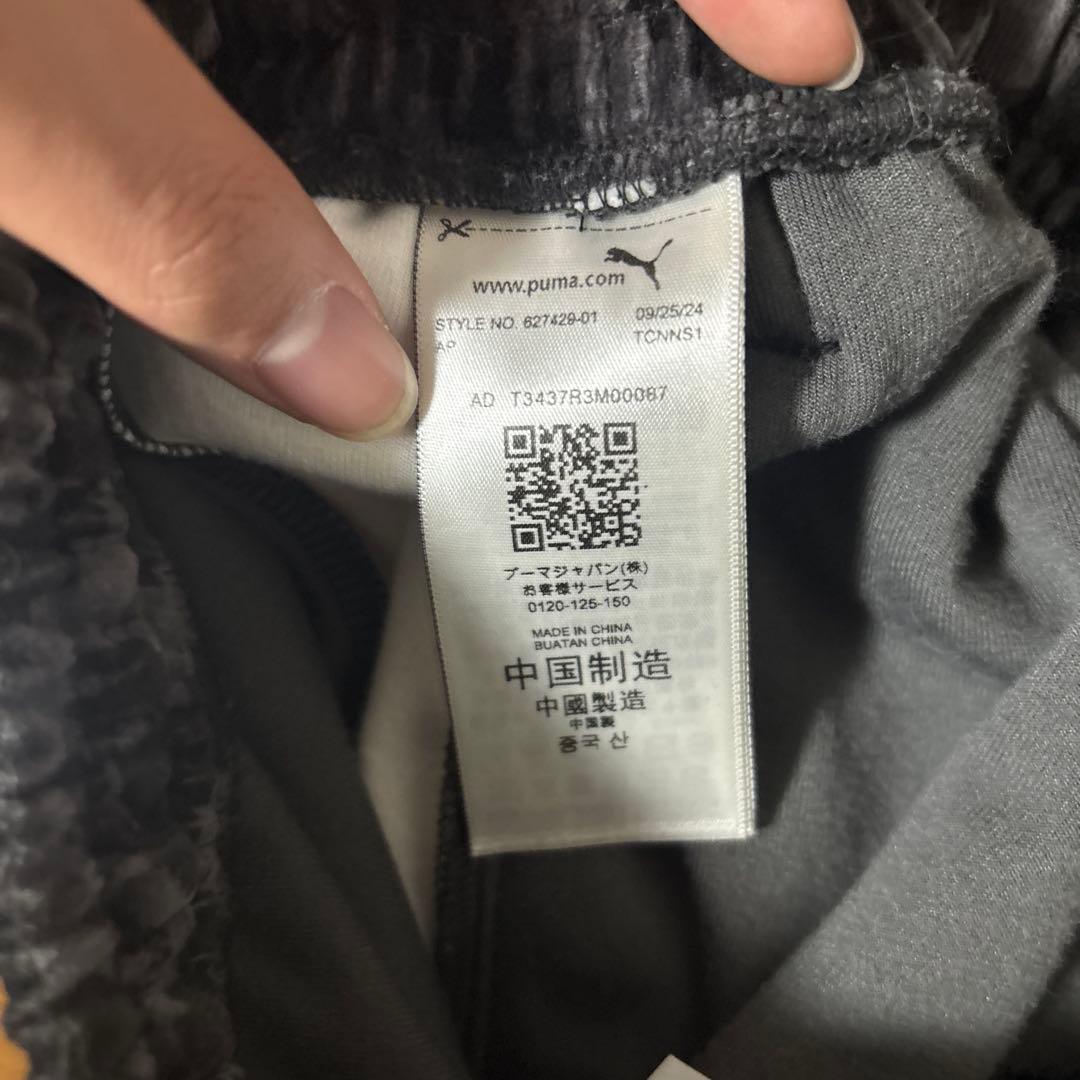 www.puma.com
STYLE NO. 627429-01 09/25/24
AP TCNNS1
AD T3437R3M00087
プーマジャパン(株)
お客様サービス
0120-125-150
MADE IN CHINA
BUATAN CHINA
中国制造
中國製造
中国製
중국 산